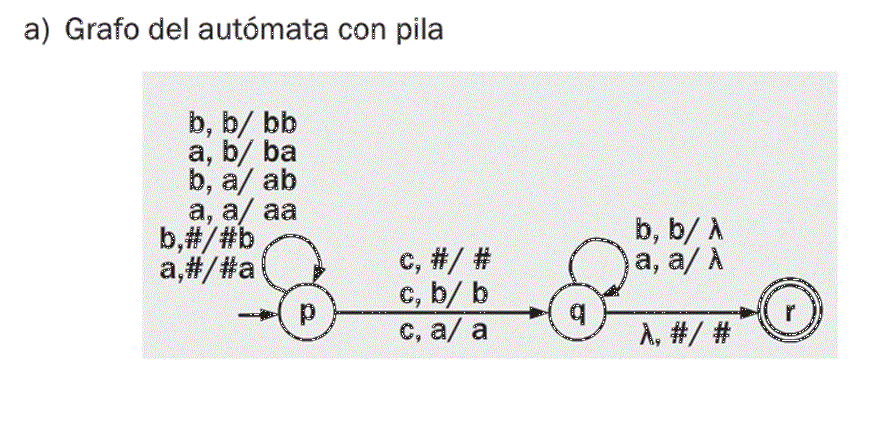 a) Grafo del autómata con pila
b, b/ bb
a, b/ ba
b, a/ ab
a, a/ aa
b,#/#b
a,#/#a
c, #/ #
c, b/ b
c, a/ a
b, b/ λ
a, a/ λ
λ, #/ #
p
q
r